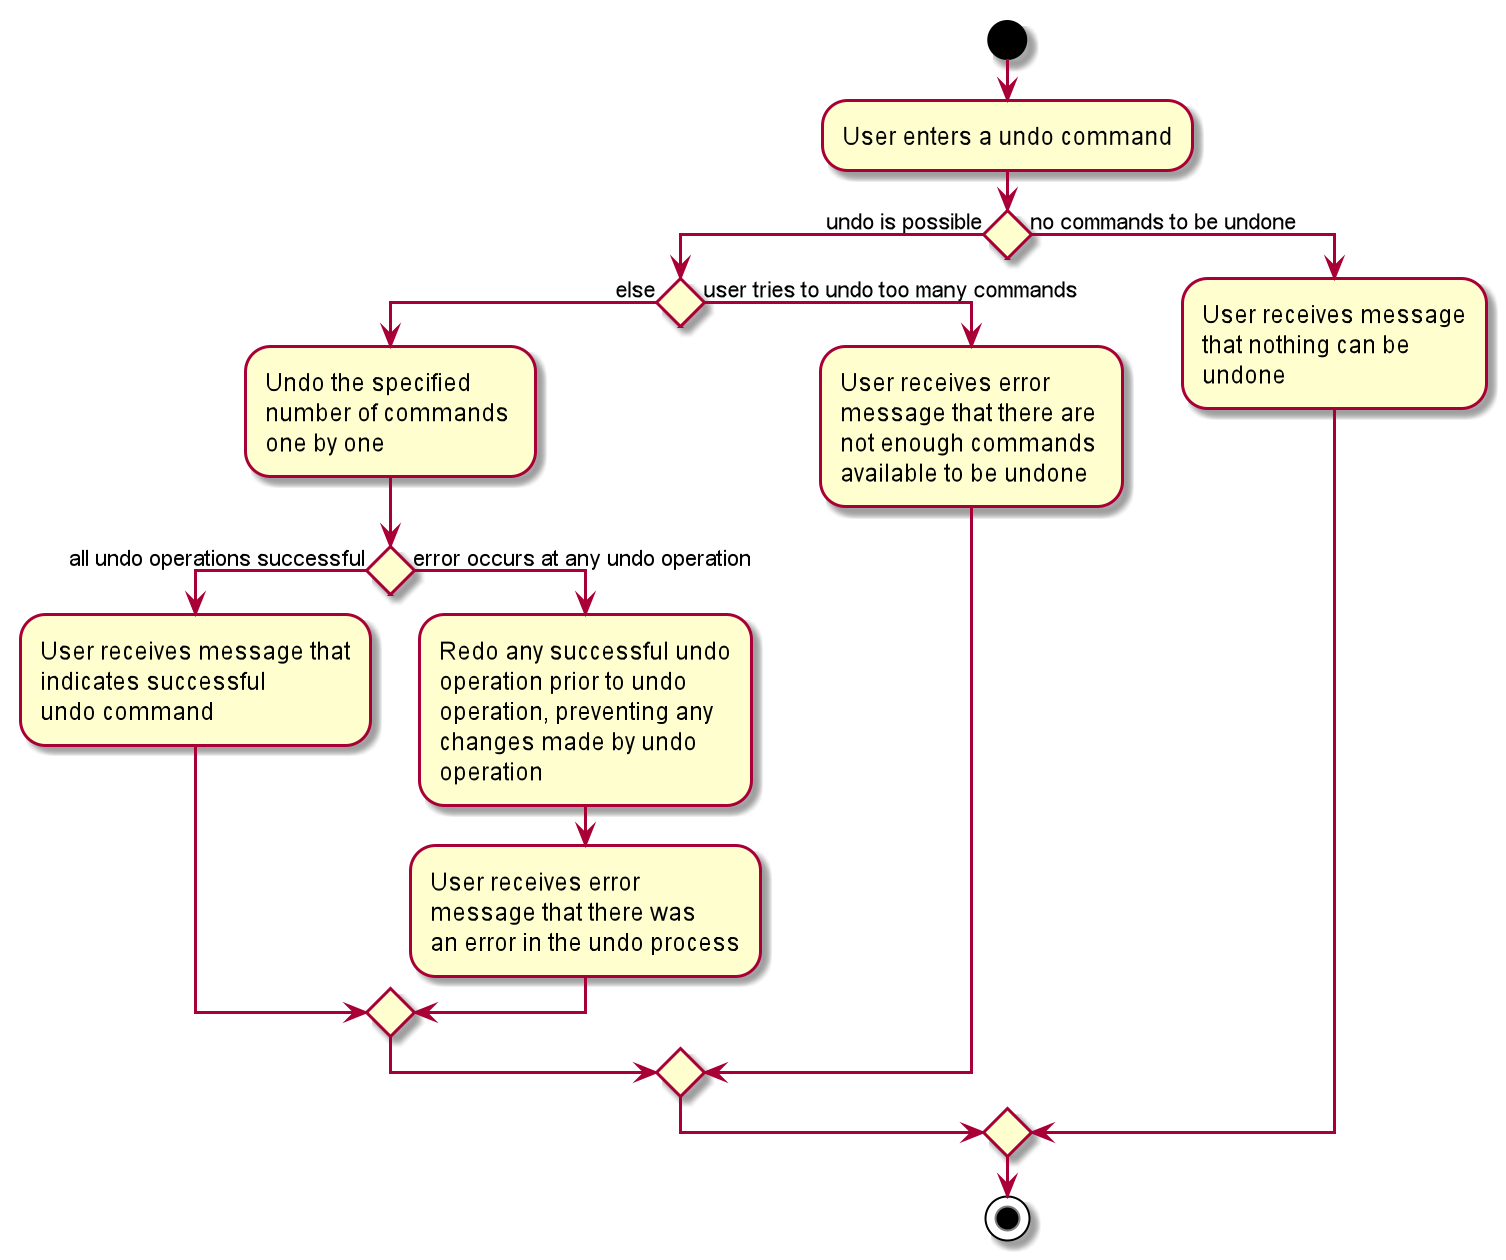 User enters a undo command
undo is possible
no commands to be undone
else
user tries to undo too many commands
User receives message
that nothing can be
undone
Undo the specified
number of commands
one by one
User receives error
message that there are
not enough commands
available to be undone
all undo operations successful
error occurs at any undo operation
User receives message that
indicates successful
undo command
Redo any successful undo
operation prior to undo
operation, preventing any
changes made by undo
operation
User receives error
message that there was
an error in the undo process